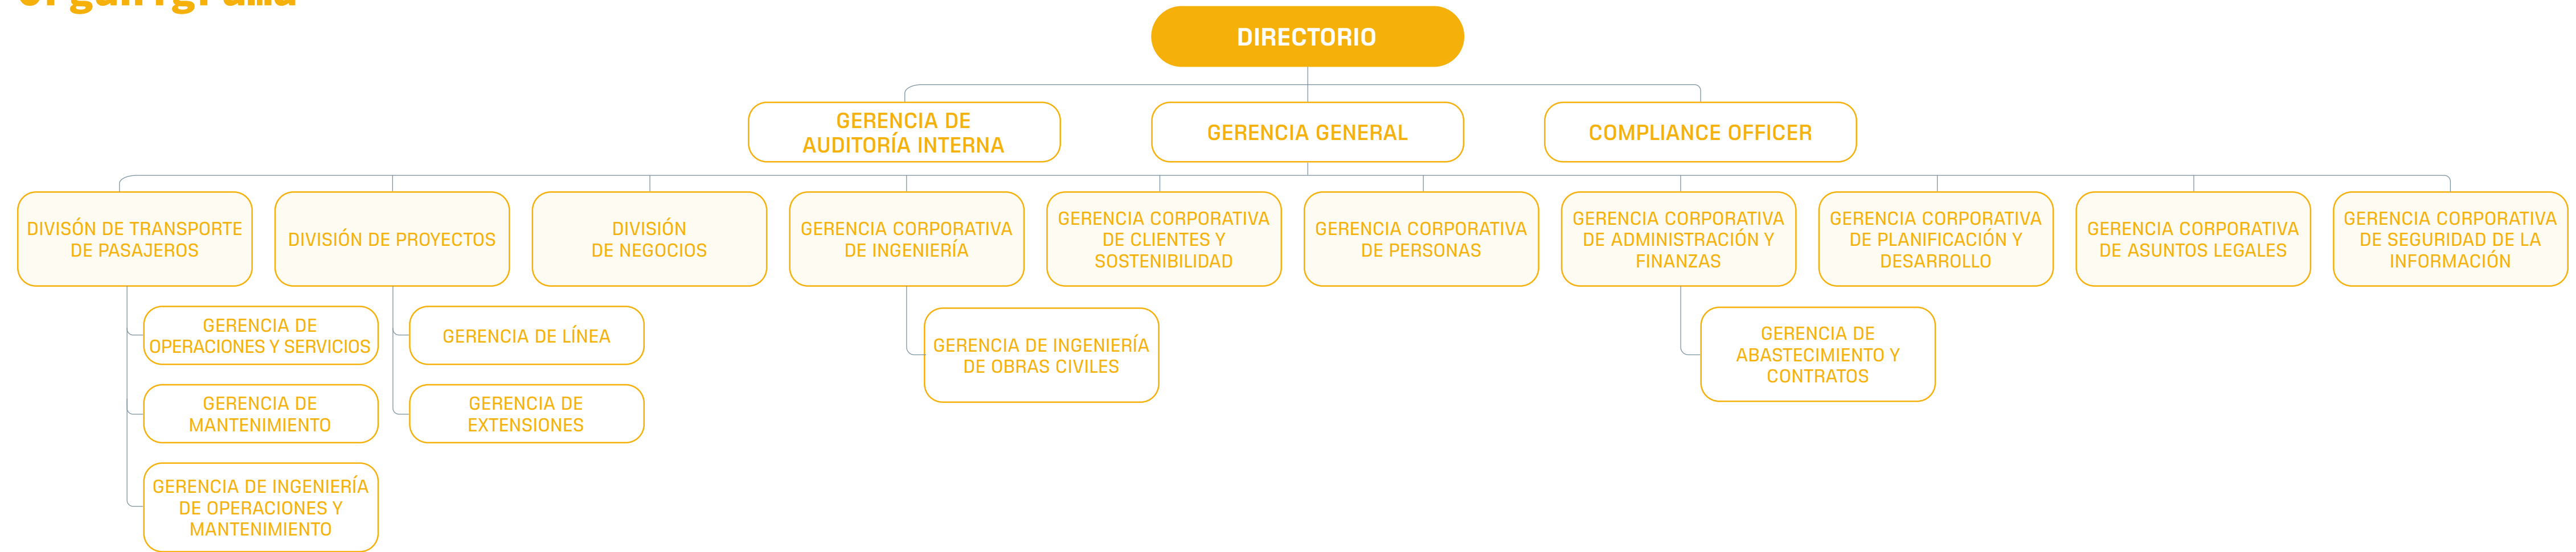 organigrama
DIRECTORIO
GERENCIA DE
AUDITORÍA INTERNA
GERENCIA GENERAL
COMPLIANCE OFFICER
DIVISÓN DE TRANSPORTE
DE PASAJEROS
DIVISIÓN DE PROYECTOS
DIVISIÓN
DE NEGOCIOS
GERENCIA CORPORATIVA
DE INGENIERÍA
GERENCIA CORPORATIVA
DE CLIENTES Y
SOSTENIBILIDAD
GERENCIA CORPORATIVA
DE PERSONAS
GERENCIA CORPORATIVA
DE ADMINISTRACIÓN Y
FINANZAS
GERENCIA CORPORATIVA
DE PLANIFICACIÓN Y
DESARROLLO
GERENCIA CORPORATIVA
DE ASUNTOS LEGALES
GERENCIA CORPORATIVA
DE SEGURIDAD DE LA
INFORMACIÓN
GERENCIA DE
OPERACIONES Y SERVICIOS
GERENCIA DE
MANTENIMIENTO
GERENCIA DE INGENIERÍA
DE OPERACIONES Y
MANTENIMIENTO
GERENCIA DE LÍNEA
GERENCIA DE
EXTENSIONES
GERENCIA DE INGENIERÍA
DE OBRAS CIVILES
GERENCIA DE
ABASTECIMIENTO Y
CONTRATOS